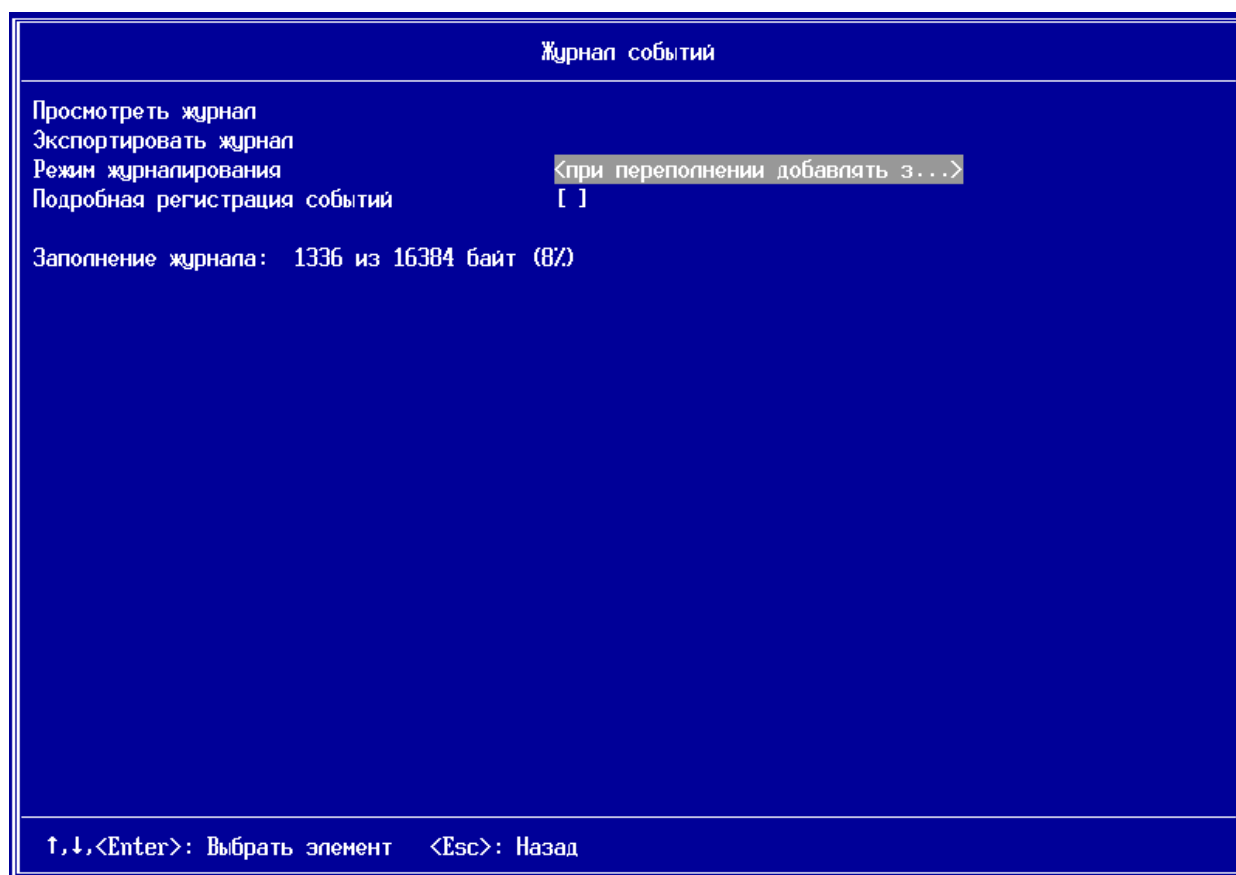 Журнал событий
Просмотреть журнал
Экспортировать журнал
Режим журналирования <при переполнении добавлять з...>
Подробная регистрация событий [ ]
Заполнение журнала: 1336 из 16384 байт (8%)
↑,↓,<Enter>: Выбрать элемент <Esc>: Назад